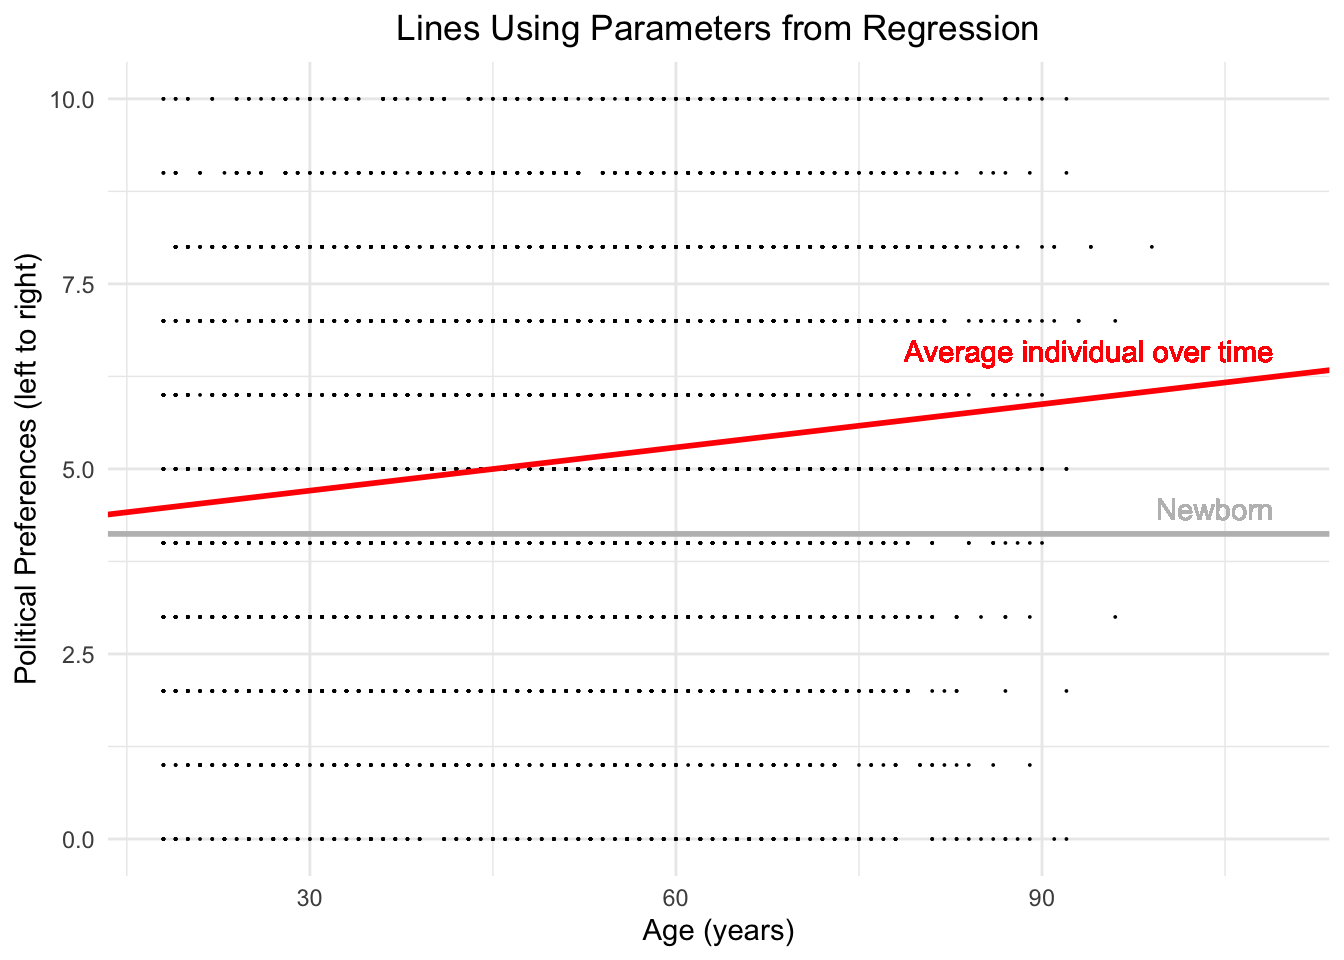 Lines Using Parameters from Regression
Political Preferences (left to right)
10.0
7.5
5.0
2.5
0.0
Average individual over time
Newborn
30
60
90
Age (years)